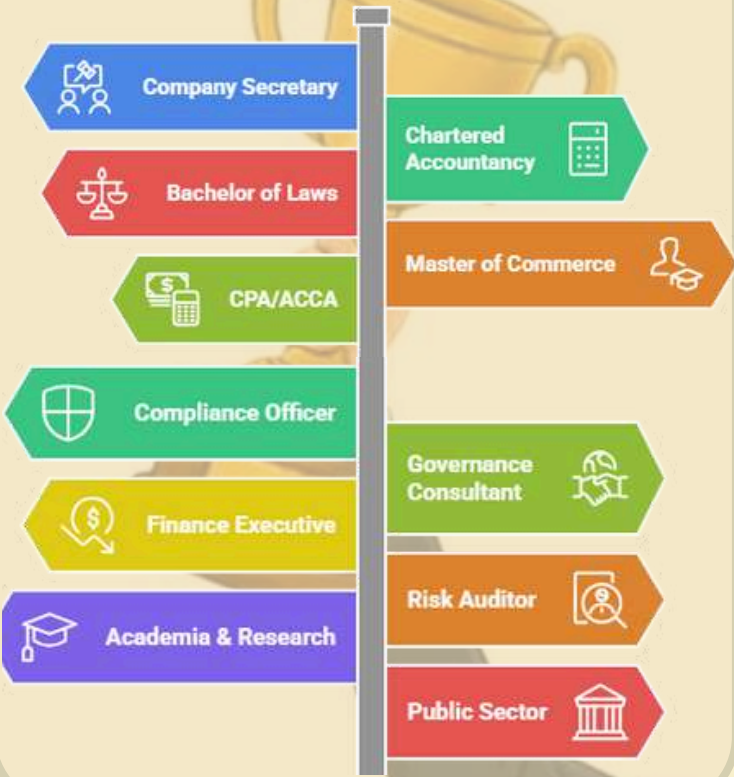 Company Secretary
Chartered
Accountancy
Bachelor of Laws
Master of Commerce
CPA/ACCA
Compliance Officer
Governance
Consultant
Finance Executive
Risk Auditor
Academia & Research
Public Sector